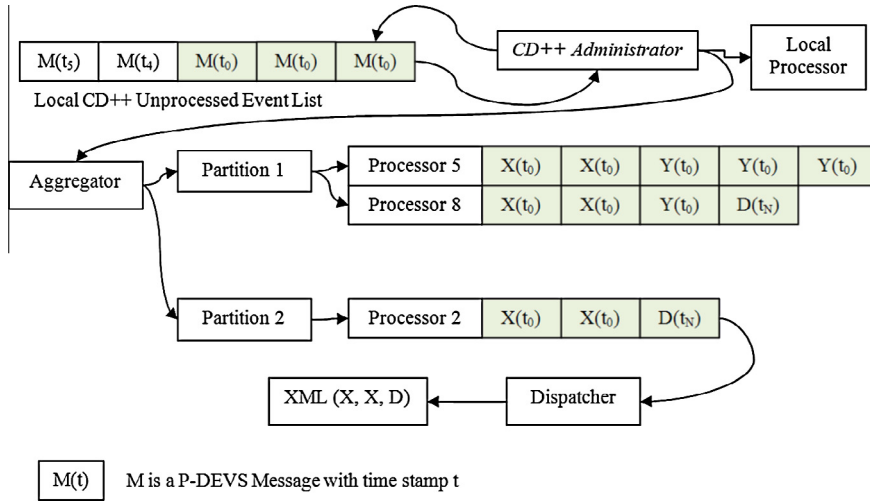 M(t₅) M(t₄) M(t₀) M(t₀) M(t₀)
CD++ Administrator
Local
Processor
Local CD++ Unprocessed Event List
Aggregator
Partition 1
Processor 5 X(t₀) X(t₀) Y(t₀) Y(t₀) Y(t₀)
Processor 8 X(t₀) X(t₀) Y(t₀) D(t_N)
Partition 2
Processor 2 X(t₀) X(t₀) D(t_N)
XML (X, X, D)
Dispatcher
M(t) M is a P-DEVS Message with time stamp t